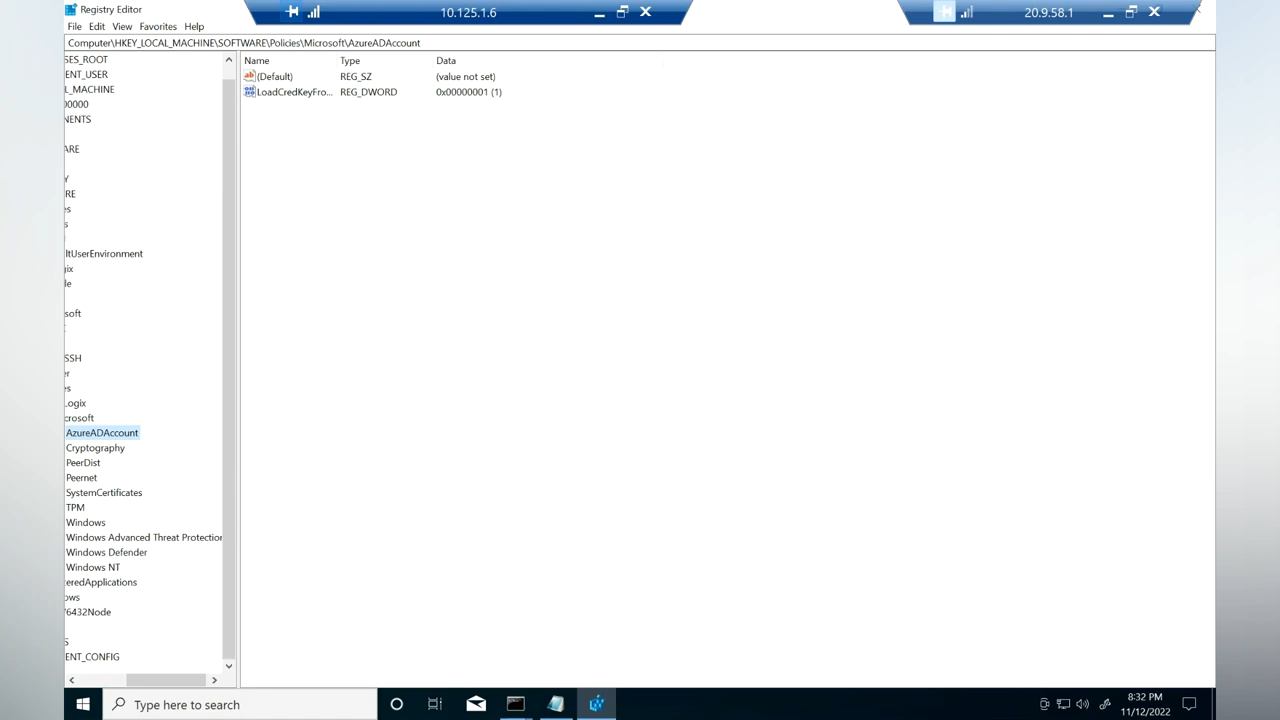 Registry Editor
10.125.1.6
20.9.58.1
File Edit View Favorites Help
Computer\HKEY_LOCAL_MACHINE\SOFTWARE\Policies\Microsoft\AzureADAccount
SES_ROOT
ENT_USER
L_MACHINE
00000
NENTS
ARE
Y
RE
es
s
ltUserEnvironment
gix
le
soft
SSH
er
es
Logix
crosoft
AzureADAccount
Cryptography
PeerDist
Peernet
SystemCertificates
TPM
Windows
Windows Advanced Threat Protection
Windows Defender
Windows NT
eredApplications
ows
6432Node
S
ENT_CONFIG
Name Type Data
(Default) REG_SZ (value not set)
LoadCredKeyFro... REG_DWORD 0x00000001 (1)
Type here to search
8:32 PM
11/12/2022